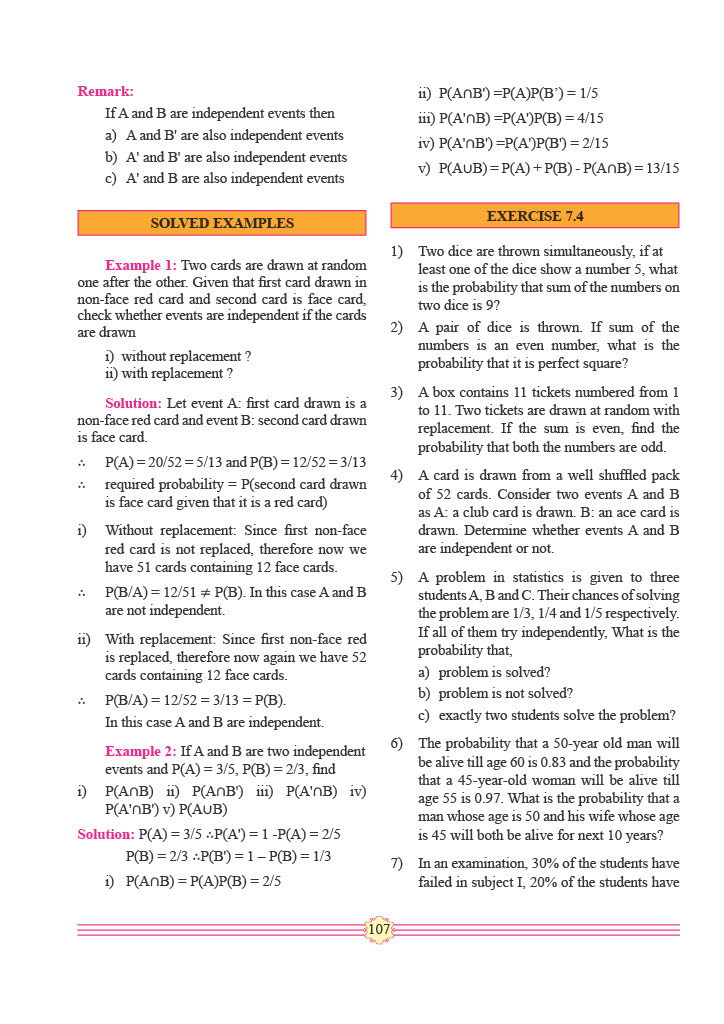 Remark:
If A and B are independent events then
a) A and B' are also independent events
b) A' and B' are also independent events
c) A' and B are also independent events
SOLVED EXAMPLES
Example 1: Two cards are drawn at random
one after the other. Given that first card drawn in
non-face red card and second card is face card,
check whether events are independent if the cards
are drawn
i) without replacement ?
ii) with replacement ?
Solution: Let event A: first card drawn is a
non-face red card and event B: second card drawn
is face card.
∴ P(A) = 20/52 = 5/13 and P(B) = 12/52 = 3/13
∴ required probability = P(second card drawn
is face card given that it is a red card)
i) Without replacement: Since first non-face
red card is not replaced, therefore now we
have 51 cards containing 12 face cards.
∴ P(B/A) = 12/51 ≠ P(B). In this case A and B
are not independent.
ii) With replacement: Since first non-face red
is replaced, therefore now again we have 52
cards containing 12 face cards.
∴ P(B/A) = 12/52 = 3/13 = P(B).
In this case A and B are independent.
Example 2: If A and B are two independent
events and P(A) = 3/5, P(B) = 2/3, find
i) P(A∩B) ii) P(A∩B') iii) P(A'∩B) iv)
P(A'∩B') v) P(A∪B)
Solution: P(A) = 3/5 ∴P(A') = 1 -P(A) = 2/5
P(B) = 2/3 ∴P(B') = 1 – P(B) = 1/3
i) P(A∩B) = P(A)P(B) = 2/5
ii) P(A∩B') =P(A)P(B’) = 1/5
iii) P(A'∩B) =P(A')P(B) = 4/15
iv) P(A'∩B') =P(A')P(B') = 2/15
v) P(A∪B) = P(A) + P(B) - P(A∩B) = 13/15
EXERCISE 7.4
1) Two dice are thrown simultaneously, if at
least one of the dice show a number 5, what
is the probability that sum of the numbers on
two dice is 9?
2) A pair of dice is thrown. If sum of the
numbers is an even number, what is the
probability that it is perfect square?
3) A box contains 11 tickets numbered from 1
to 11. Two tickets are drawn at random with
replacement. If the sum is even, find the
probability that both the numbers are odd.
4) A card is drawn from a well shuffled pack
of 52 cards. Consider two events A and B
as A: a club card is drawn. B: an ace card is
drawn. Determine whether events A and B
are independent or not.
5) A problem in statistics is given to three
students A, B and C. Their chances of solving
the problem are 1/3, 1/4 and 1/5 respectively.
If all of them try independently, What is the
probability that,
a) problem is solved?
b) problem is not solved?
c) exactly two students solve the problem?
6) The probability that a 50-year old man will
be alive till age 60 is 0.83 and the probability
that a 45-year-old woman will be alive till
age 55 is 0.97. What is the probability that a
man whose age is 50 and his wife whose age
is 45 will both be alive for next 10 years?
7) In an examination, 30% of the students have
failed in subject I, 20% of the students have
107